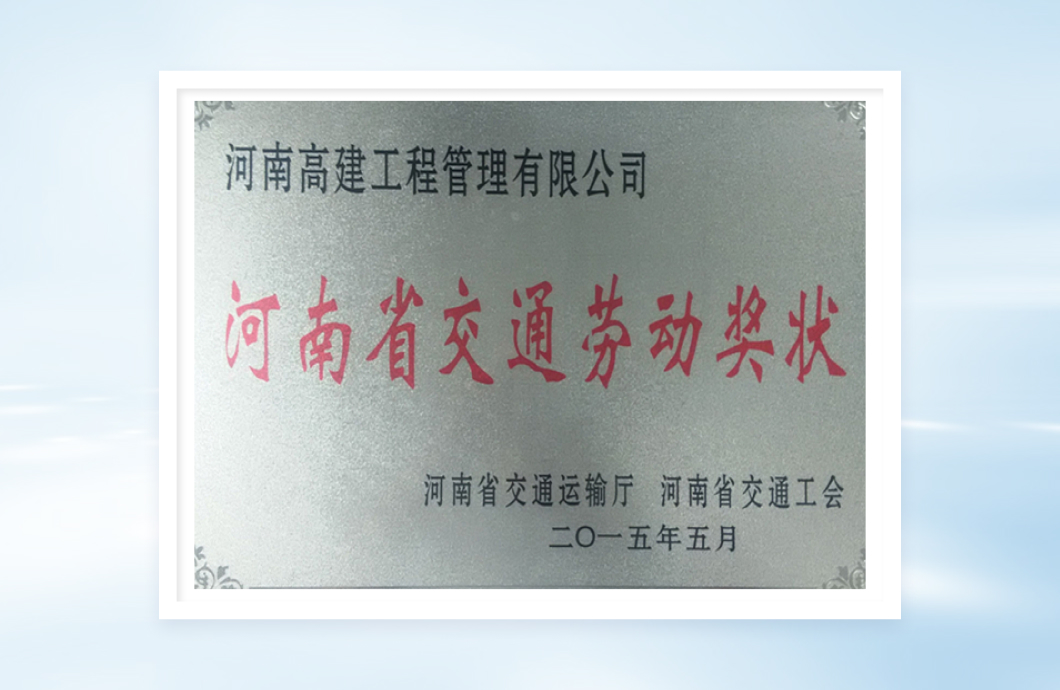 河南高建工程管理有限公司
河南省交通劳动奖状
河南省交通运输厅 河南省交通工会
二〇一五年五月